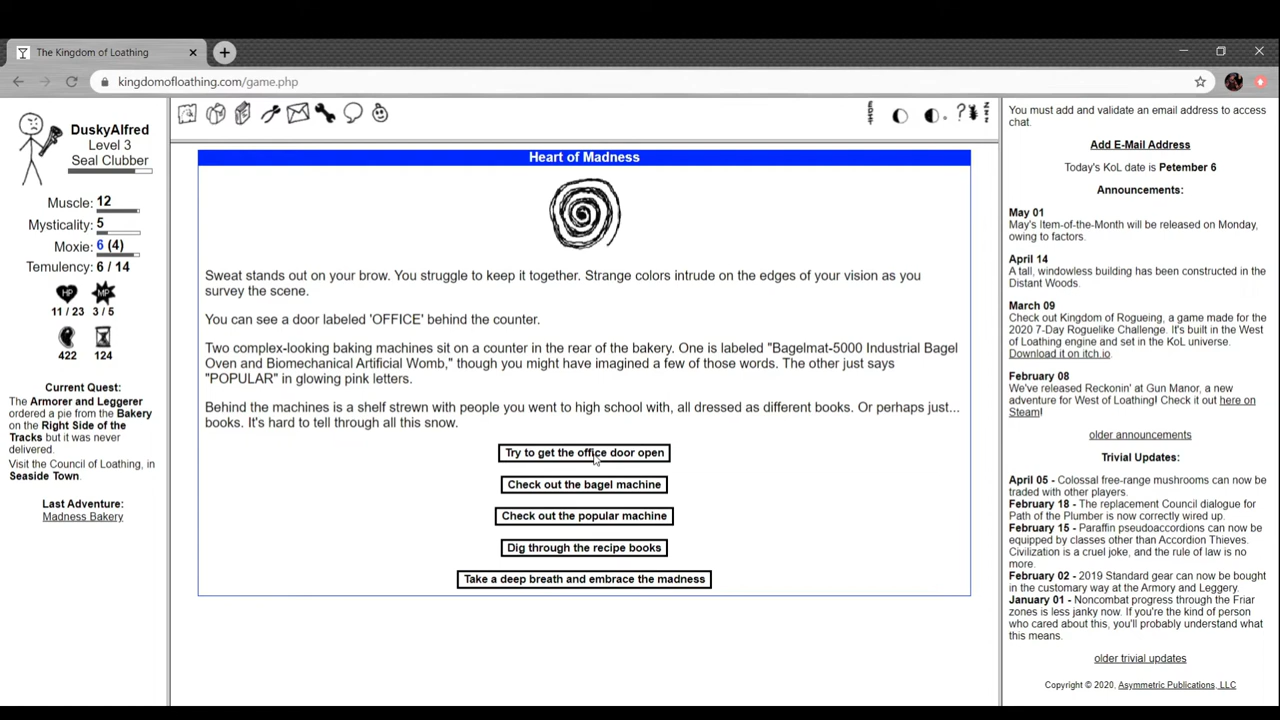 The Kingdom of Loathing
kingdomofloathing.com/game.php
DuskyAlfred
Level 3
Seal Clubber
Muscle: 12
Mysticality: 5
Moxie: 6 (4)
Temulency: 6 / 14
HP
MP
11 / 23
3 / 5
422
124
Current Quest:
The Armorer and Leggerer
ordered a pie from the Bakery
on the Right Side of the
Tracks but it was never
delivered.
Visit the Council of Loathing, in
Seaside Town.
Last Adventure:
Madness Bakery
Heart of Madness
Sweat stands out on your brow. You struggle to keep it together. Strange colors intrude on the edges of your vision as you
survey the scene.
You can see a door labeled 'OFFICE' behind the counter.
Two complex-looking baking machines sit on a counter in the rear of the bakery. One is labeled "Bagelmat-5000 Industrial Bagel
Oven and Biomechanical Artificial Womb," though you might have imagined a few of those words. The other just says
"POPULAR" in glowing pink letters.
Behind the machines is a shelf strewn with people you went to high school with, all dressed as different books. Or perhaps just...
books. It's hard to tell through all this snow.
Try to get the office door open
Check out the bagel machine
Check out the popular machine
Dig through the recipe books
Take a deep breath and embrace the madness
You must add and validate an email address to access
chat.
Add E-Mail Address
Today's KoL date is Petember 6
Announcements:
May 01
May's Item-of-the-Month will be released on Monday,
owing to factors.
April 14
A tall, windowless building has been constructed in the
Distant Woods.
March 09
Check out Kingdom of Rogueing, a game made for the
2020 7-Day Roguelike Challenge. It's built in the West
of Loathing engine and set in the KoL universe.
Download it on itch.io.
February 08
We've released Reckonin' at Gun Manor, a new
adventure for West of Loathing! Check it out here on
Steam!
older announcements
Trivial Updates:
April 05 - Colossal free-range mushrooms can now be
traded with other players.
February 18 - The replacement Council dialogue for
Path of the Plumber is now correctly wired up.
February 15 - Paraffin pseudoaccordions can now be
equipped by classes other than Accordion Thieves.
Civilization is a cruel joke, and the rule of law is no
more.
February 02 - 2019 Standard gear can now be bought
in the customary way at the Armory and Leggery.
January 01 - Noncombat progress through the Friar
zones is less janky now. If you're the kind of person
who cared about this, you'll probably understand what
this means.
older trivial updates
Copyright © 2020, Asymmetric Publications, LLC